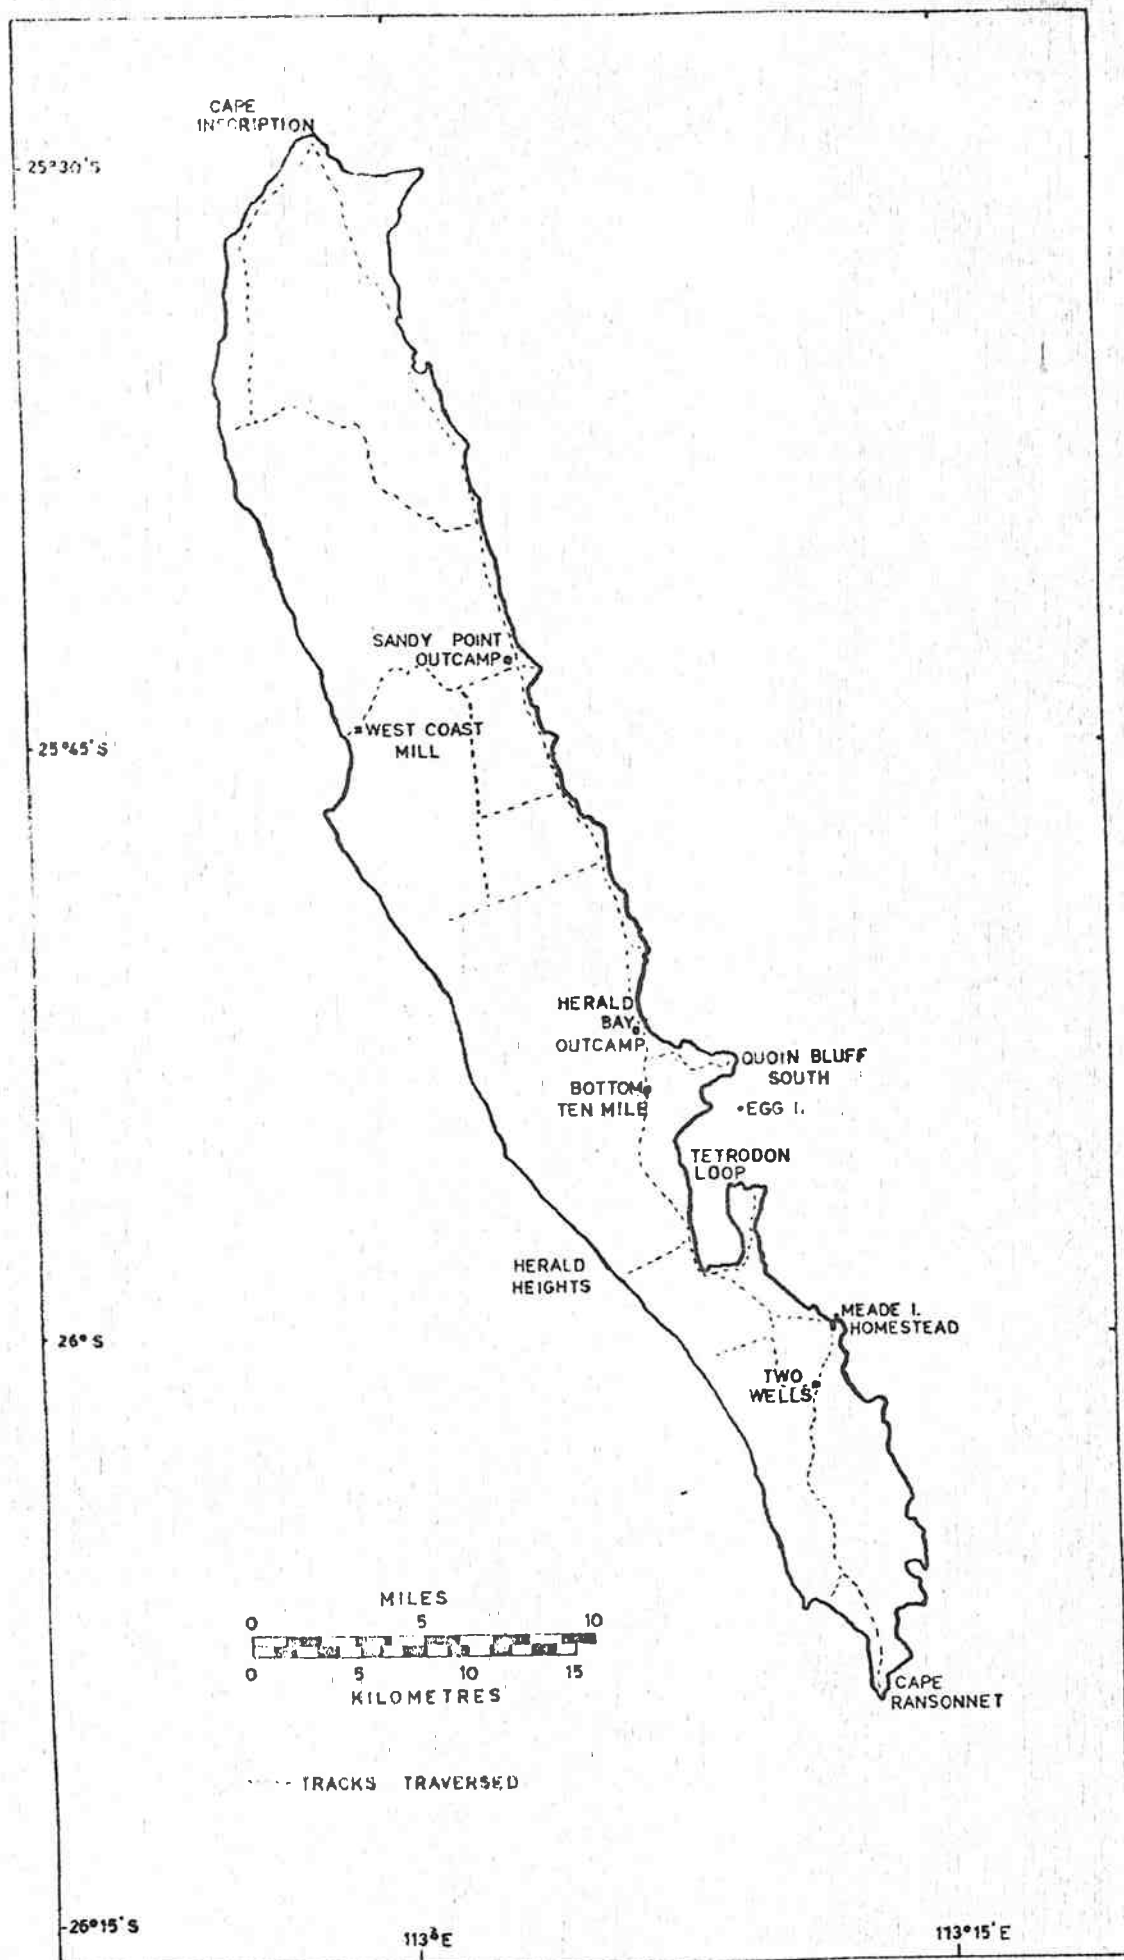 CAPE
INSCRIPTION
25°30'S
SANDY POINT
OUTCAMP
WEST COAST
MILL
25°45'S
HERALD
BAY
OUTCAMP
QUOIN BLUFF
SOUTH
BOTTOM
TEN MILE
EGG I.
TETRODON
LOOP
HERALD
HEIGHTS
MEADE I.
HOMESTEAD
26° S
TWO
WELLS
MILES
0 5 10
0 5 10 15
KILOMETRES
CAPE
RANSONNET
TRACKS TRAVERSED
26°15'S
113°E
113°15'E